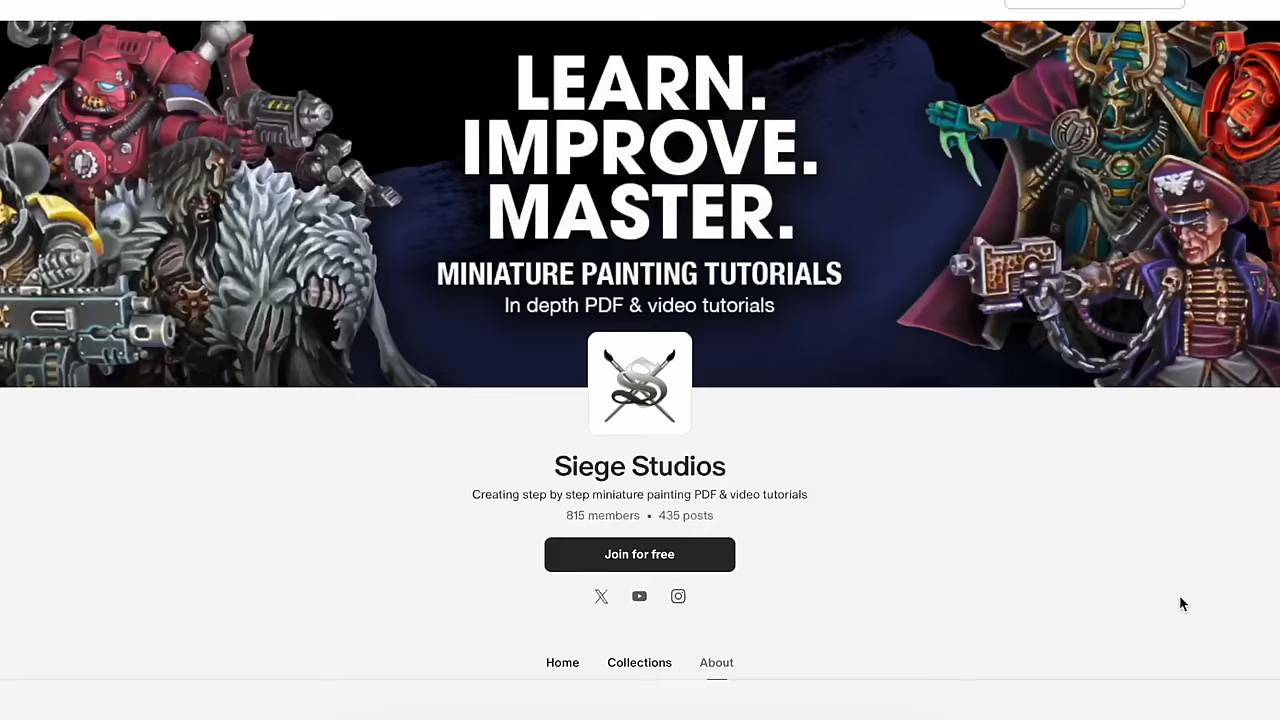 LEARN.
IMPROVE.
MASTER.
MINIATURE PAINTING TUTORIALS
In depth PDF & video tutorials
Siege Studios
Creating step by step miniature painting PDF & video tutorials
815 members • 435 posts
Join for free
Home Collections About